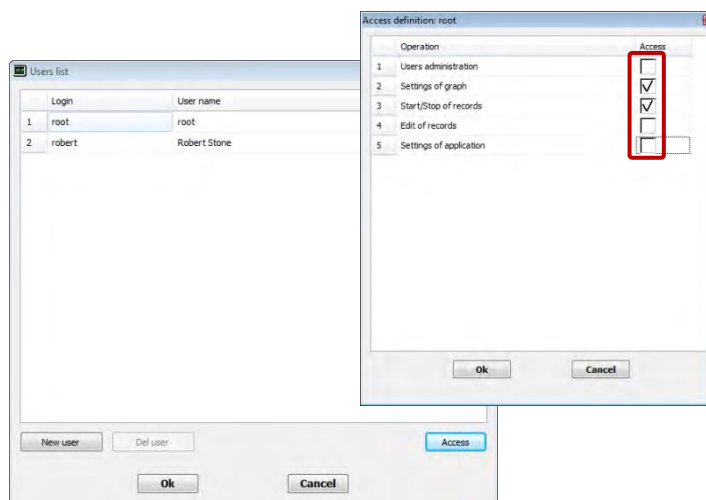 Users list
Login User name
1 root root
2 robert Robert Stone
New user Del user Access
Ok Cancel
Access definition: root
Operation Access
1 Users administration
2 Settings of graph
3 Start/Stop of records
4 Edit of records
5 Settings of application
Ok Cancel